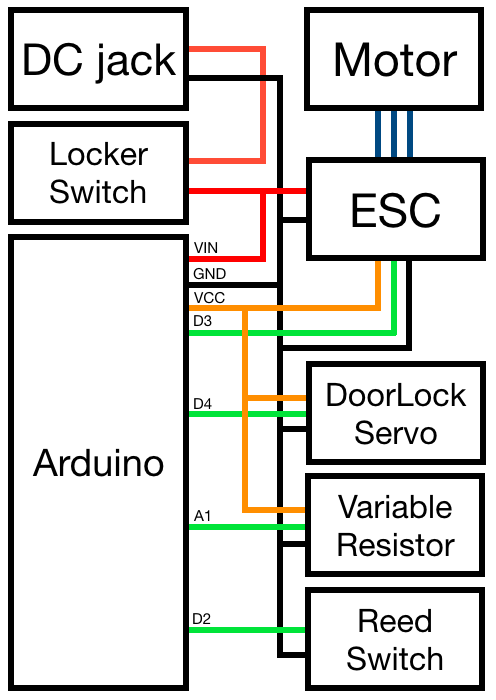 DC jack
Motor
Locker
Switch
ESC
VIN
GND
VCC
D3
D4
DoorLock
Servo
Arduino
A1
Variable
Resistor
D2
Reed
Switch